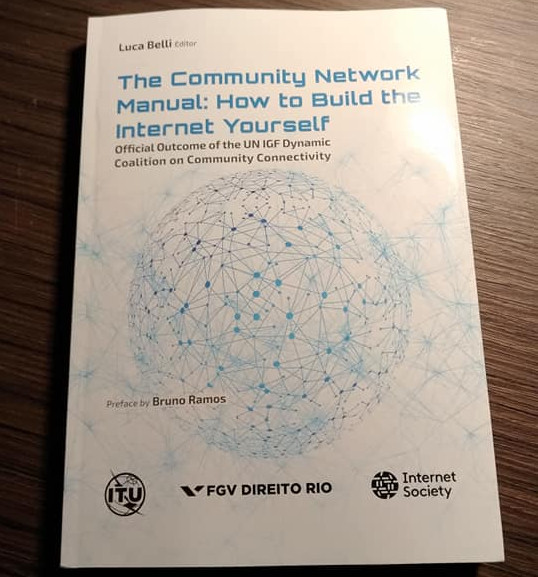 Luca Belli Editor
The Community Network
Manual: How to Build the
Internet Yourself
Official Outcome of the UN IGF Dynamic
Coalition on Community Connectivity
Preface by Bruno Ramos
ITU
FGV DIREITO RIO
Internet
Society